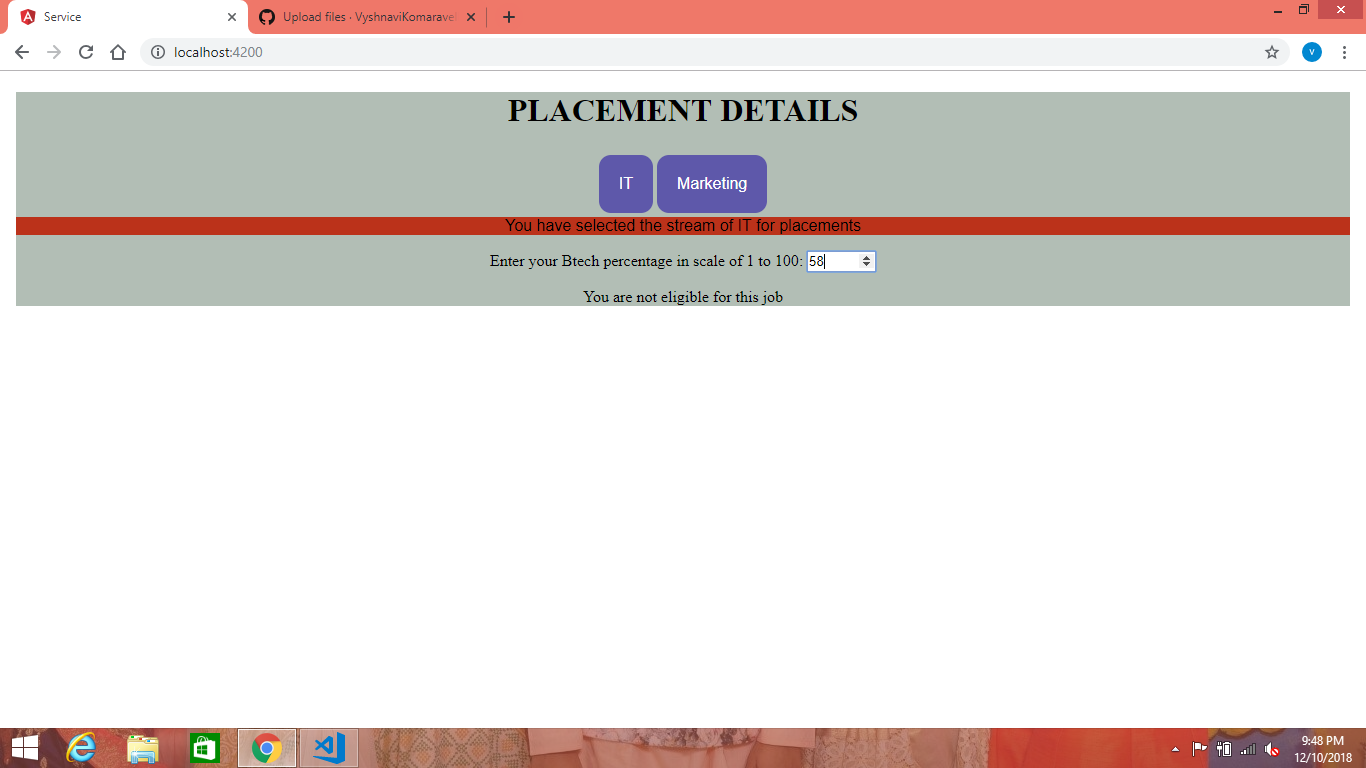 Service
Upload files · VyshnaviKomaravel
localhost:4200
v
PLACEMENT DETAILS
IT
Marketing
You have selected the stream of IT for placements
Enter your Btech percentage in scale of 1 to 100: 58
You are not eligible for this job
9:48 PM
12/10/2018